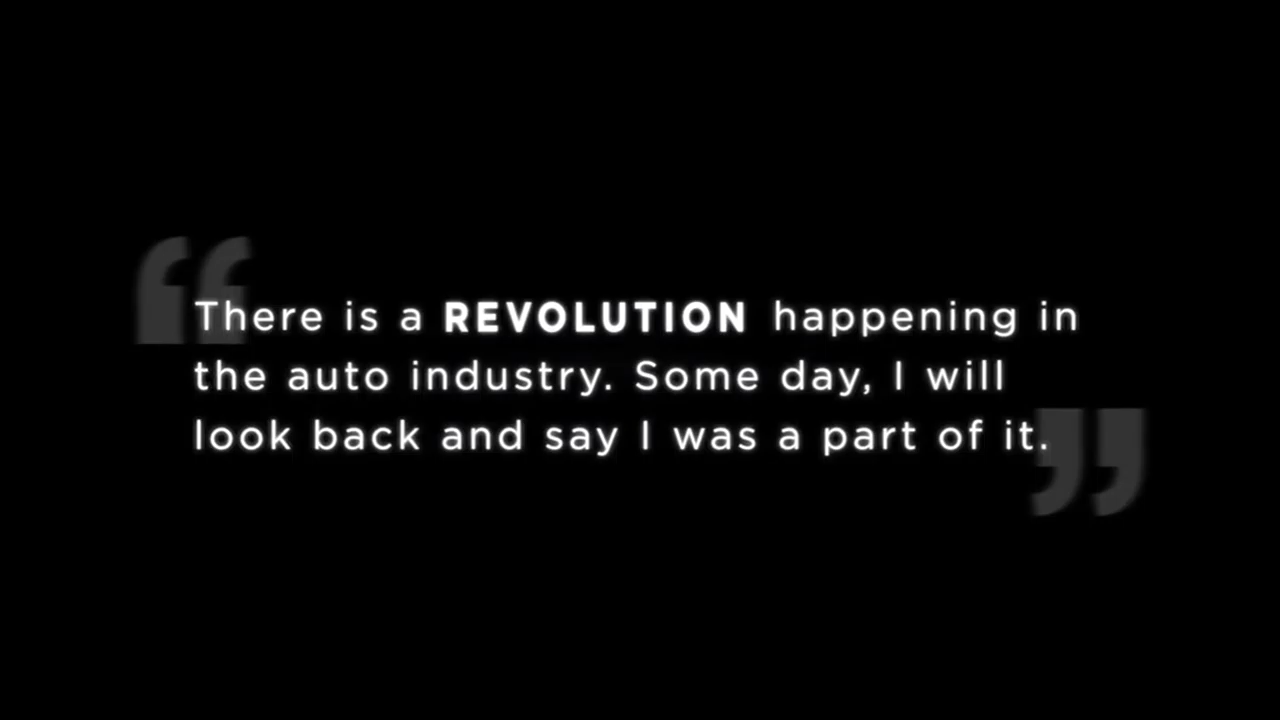 “There is a REVOLUTION happening in
the auto industry. Some day, I will
look back and say I was a part of it.”